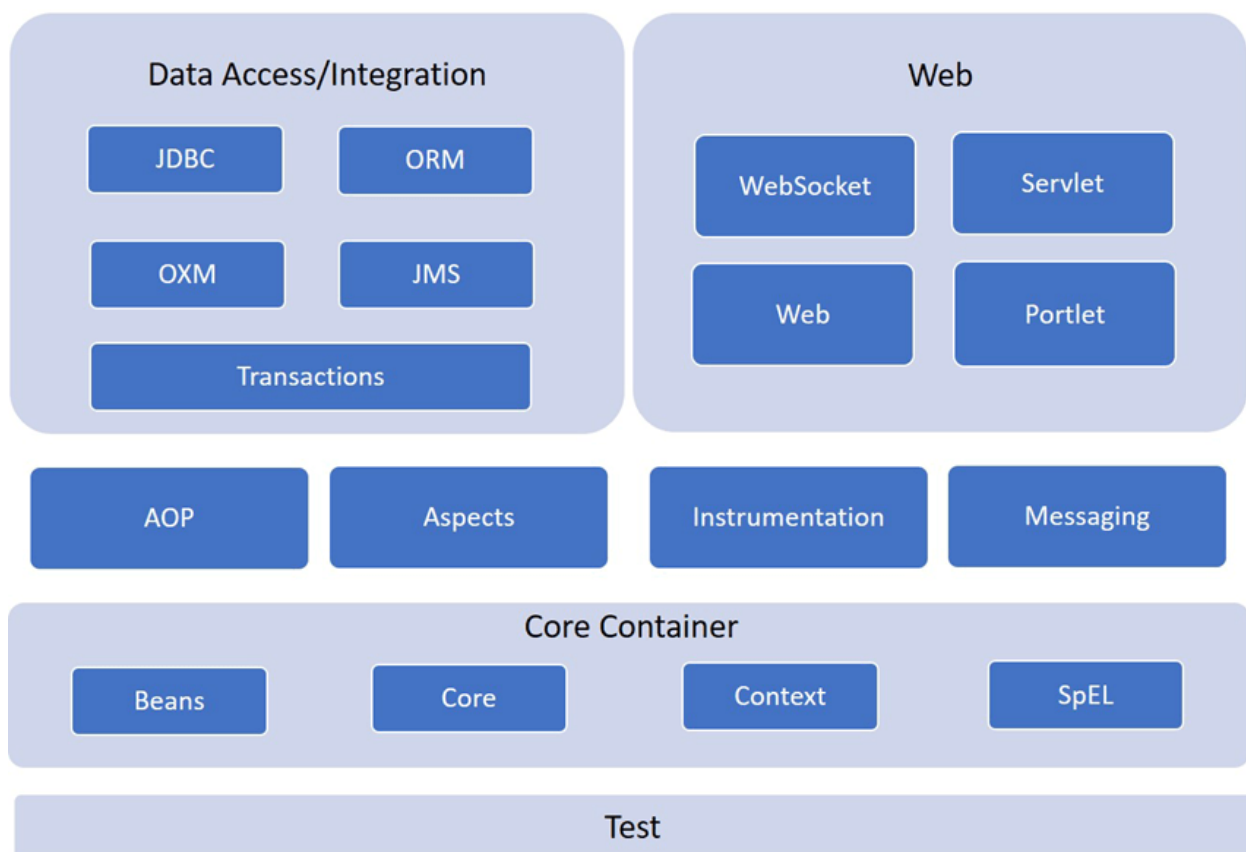 Data Access/Integration
JDBC
ORM
OXM
JMS
Transactions
Web
WebSocket
Servlet
Web
Portlet
AOP
Aspects
Instrumentation
Messaging
Core Container
Beans
Core
Context
SpEL
Test